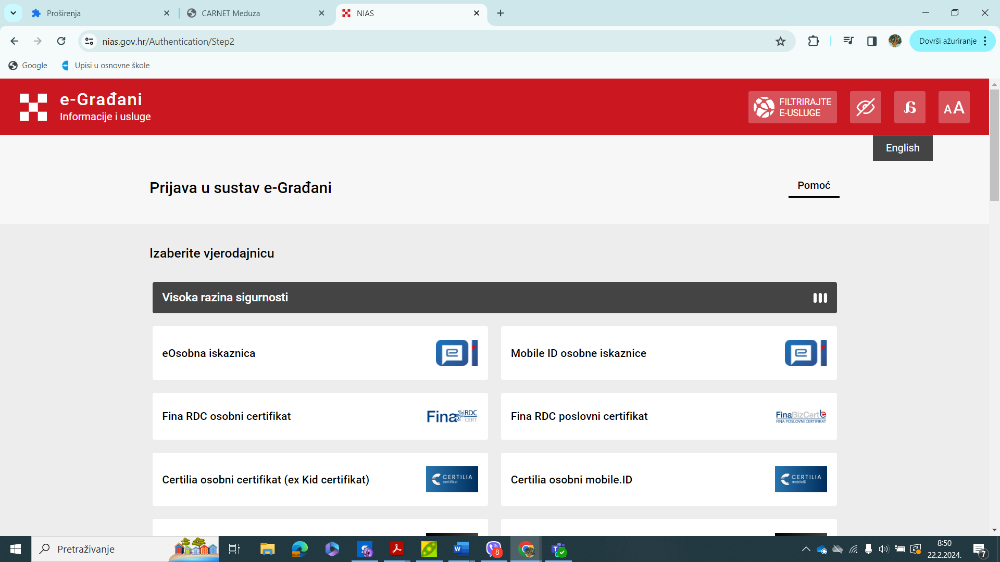 Proširenja
CARNET Meduza
NIAS
nias.gov.hr/Authentication/Step2
Dovrši ažuriranje
Google
Upisi u osnovne škole
e-Građani
Informacije i usluge
FILTRIRAJTE
E-USLUGE
AA
English
Prijava u sustav e-Građani
Pomoć
Izaberite vjerodajnicu
Visoka razina sigurnosti
eOsobna iskaznica
Mobile ID osobne iskaznice
Fina RDC osobni certifikat
Fina RDC
CERT
Fina RDC poslovni certifikat
FinaBizCert
FINA POSLOVNI CERTIFIKAT
Certilia osobni certifikat (ex Kid certifikat)
CERTILIA
certifikat
Certilia osobni mobile.ID
CERTILIA
mobileID
Pretraživanje
8
8:50
22.2.2024.
7